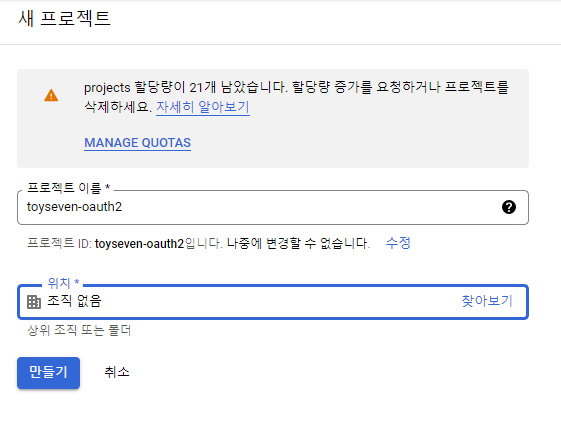 새 프로젝트
projects 할당량이 21개 남았습니다. 할당량 증가를 요청하거나 프로젝트를
삭제하세요. 자세히 알아보기
MANAGE QUOTAS
프로젝트 이름 *
toyseven-oauth2
프로젝트 ID: toyseven-oauth2입니다. 나중에 변경할 수 없습니다. 수정
위치 *
조직 없음 찾아보기
상위 조직 또는 폴더
만들기 취소